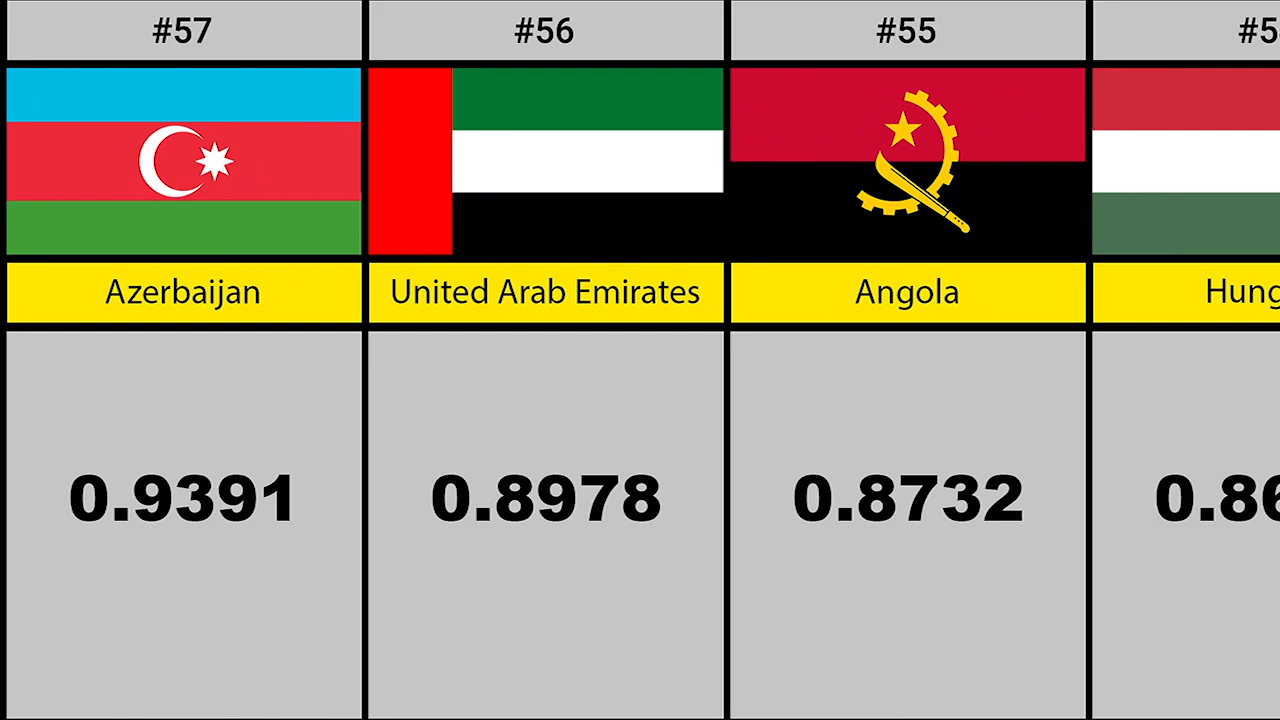 #57
#56
#55
Azerbaijan
United Arab Emirates
Angola
0.9391
0.8978
0.8732